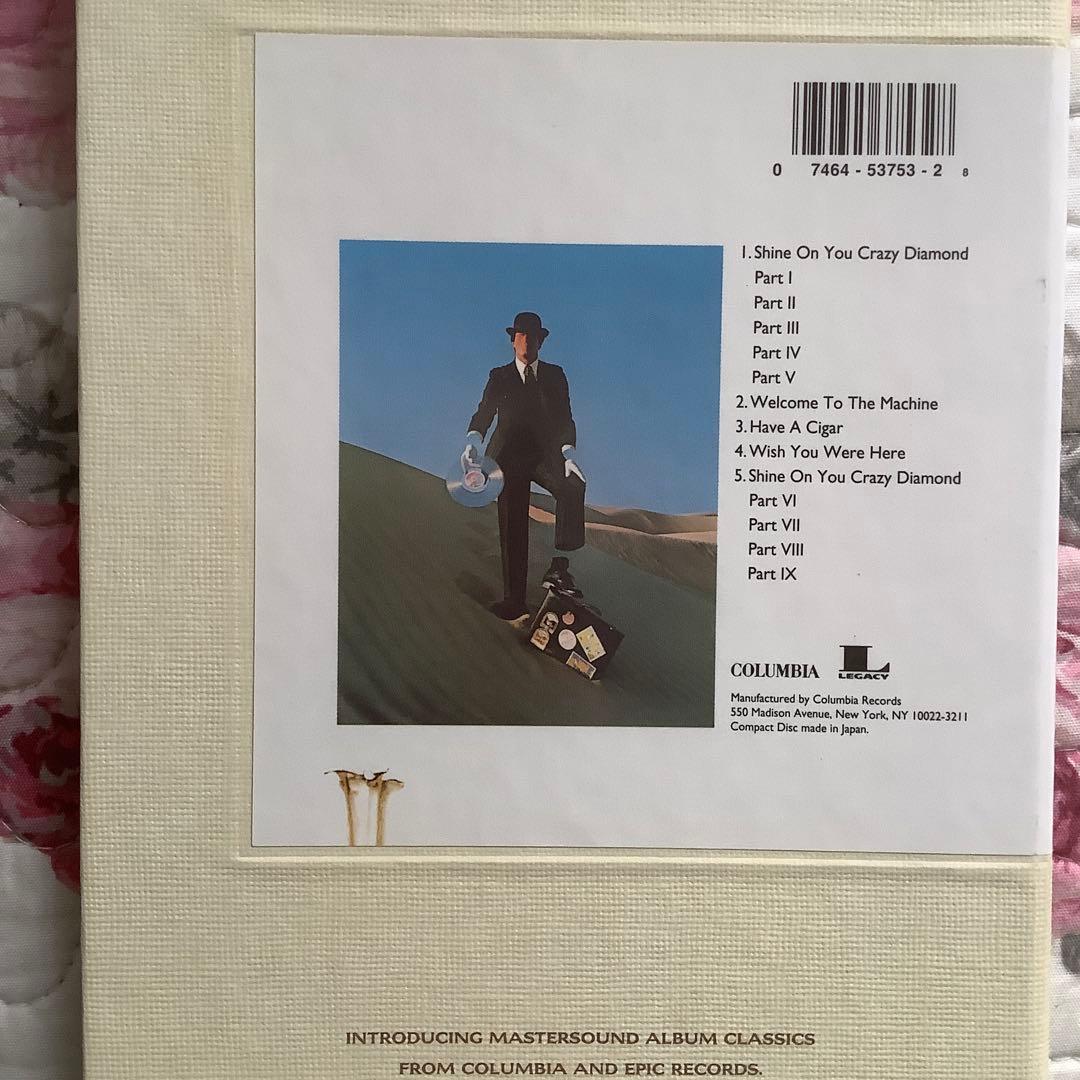 0 7464 - 53753 - 2 8
1. Shine On You Crazy Diamond
Part I
Part II
Part III
Part IV
Part V
2. Welcome To The Machine
3. Have A Cigar
4. Wish You Were Here
5. Shine On You Crazy Diamond
Part VI
Part VII
Part VIII
Part IX
COLUMBIA
L
LEGACY
Manufactured by Columbia Records
550 Madison Avenue, New York, NY 10022-3211
Compact Disc made in Japan.
INTRODUCING MASTERSOUND ALBUM CLASSICS
FROM COLUMBIA AND EPIC RECORDS.